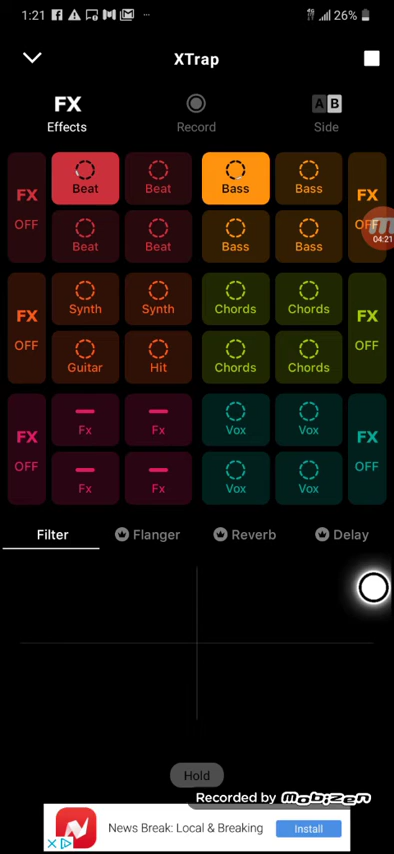 1:21 26%
XTrap
FX A B
Effects Record Side
Beat Beat Bass Bass
FX FX
OFF OFF
04:21
Beat Beat Bass Bass
Synth Synth Chords Chords
FX FX
OFF OFF
Guitar Hit Chords Chords
Fx Fx Vox Vox
FX FX
OFF OFF
Fx Fx Vox Vox
Filter Flanger Reverb Delay
Hold
Recorded by Mobizen
News Break: Local & Breaking Install